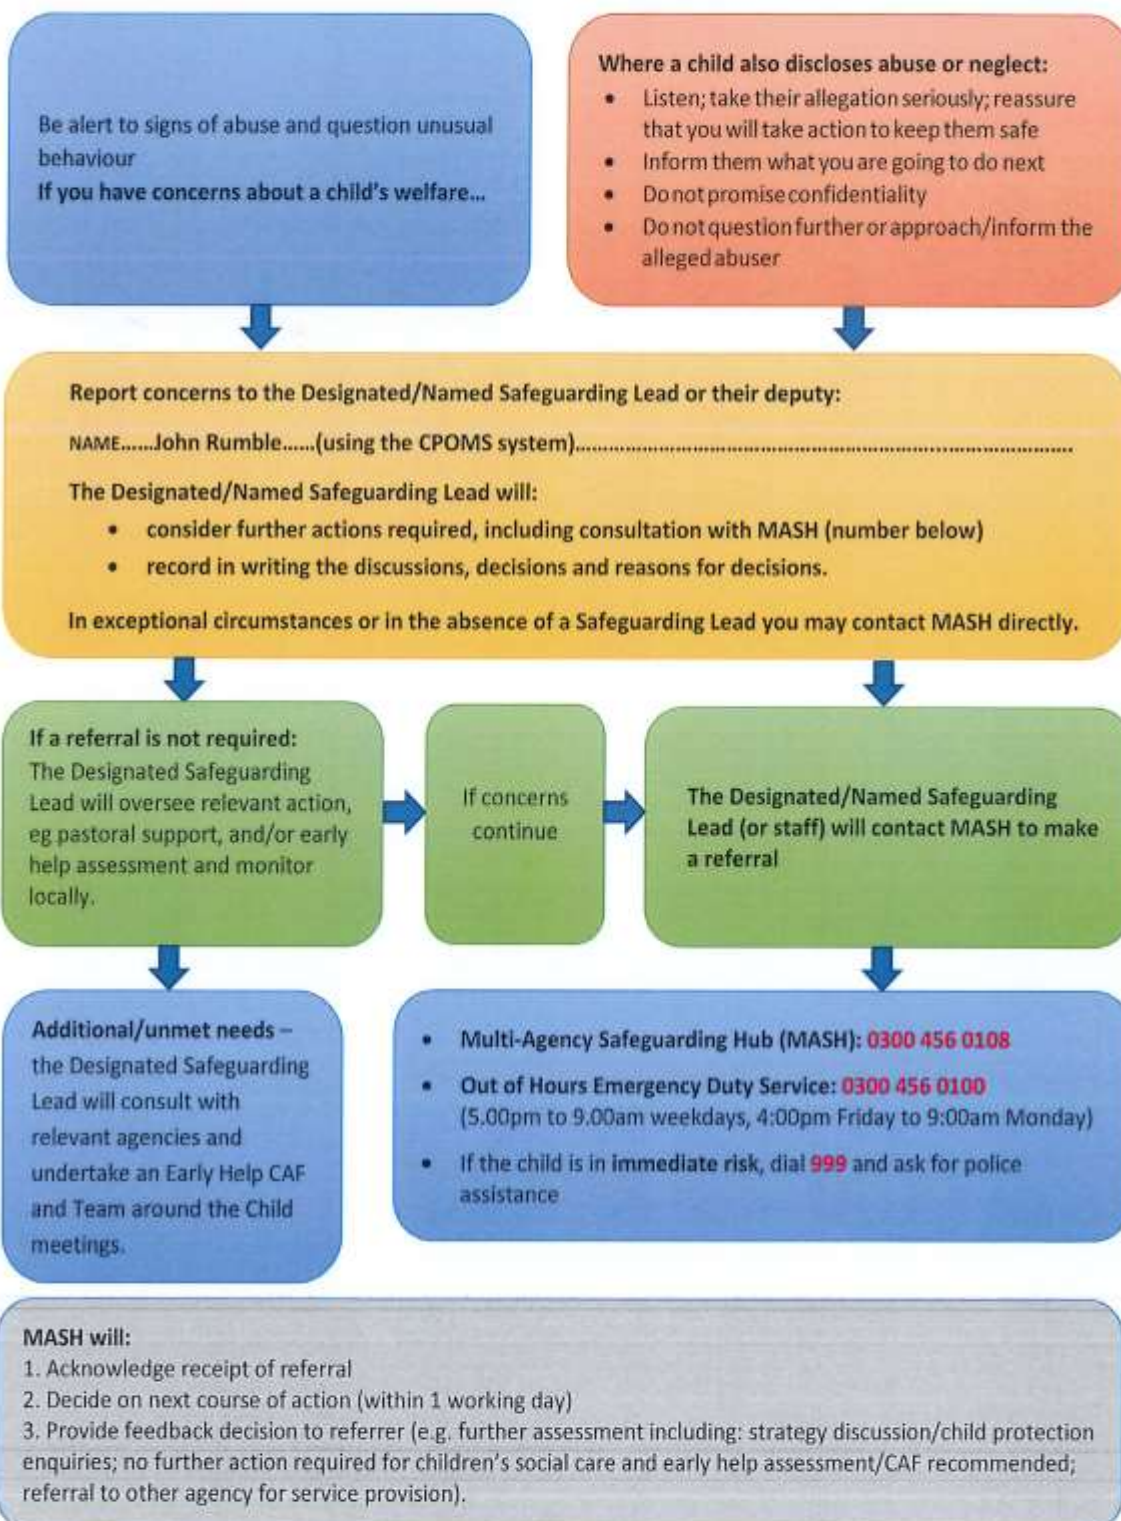 Be alert to signs of abuse and question unusual
behaviour
If you have concerns about a child's welfare...
Where a child also discloses abuse or neglect:
• Listen; take their allegation seriously; reassure
that you will take action to keep them safe
• Inform them what you are going to do next
• Do not promise confidentiality
• Do not question further or approach/inform the
alleged abuser
Report concerns to the Designated/Named Safeguarding Lead or their deputy:
NAME......John Rumble......(using the CPOMS system)....................................................................................
The Designated/Named Safeguarding Lead will:
• consider further actions required, including consultation with MASH (number below)
• record in writing the discussions, decisions and reasons for decisions.
In exceptional circumstances or in the absence of a Safeguarding Lead you may contact MASH directly.
If a referral is not required:
The Designated Safeguarding
Lead will oversee relevant action,
eg pastoral support, and/or early
help assessment and monitor
locally.
If concerns
continue
The Designated/Named Safeguarding
Lead (or staff) will contact MASH to make
a referral
Additional/unmet needs –
the Designated Safeguarding
Lead will consult with
relevant agencies and
undertake an Early Help CAF
and Team around the Child
meetings.
• Multi-Agency Safeguarding Hub (MASH): 0300 456 0108
• Out of Hours Emergency Duty Service: 0300 456 0100
(5.00pm to 9.00am weekdays, 4:00pm Friday to 9:00am Monday)
• If the child is in immediate risk, dial 999 and ask for police
assistance
MASH will:
1. Acknowledge receipt of referral
2. Decide on next course of action (within 1 working day)
3. Provide feedback decision to referrer (e.g. further assessment including: strategy discussion/child protection
enquiries; no further action required for children's social care and early help assessment/CAF recommended;
referral to other agency for service provision).